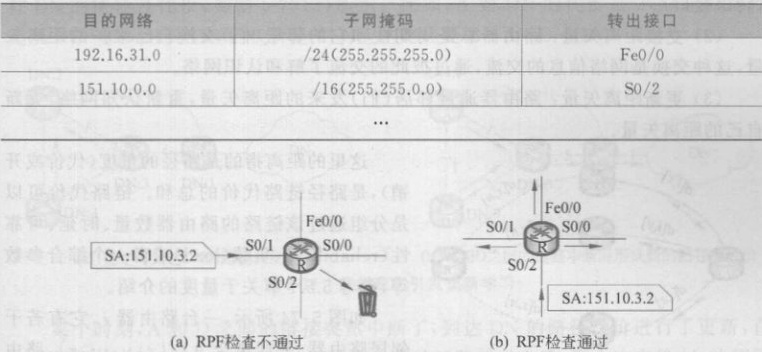 目的网络 子网掩码 转出接口
192.16.31.0 /24(255,255,255.0) Fe0/0
151.10.0.0 /16(255,255.0.0) S0/2
…
Fe0/0
S0/1 S0/0
SA:151.10.3.2
R
S0/2
Fe0/0
S0/1 S0/0
R
S0/2
SA:151.10.3.2
(a) RPF检查不通过 (b) RPF检查通过